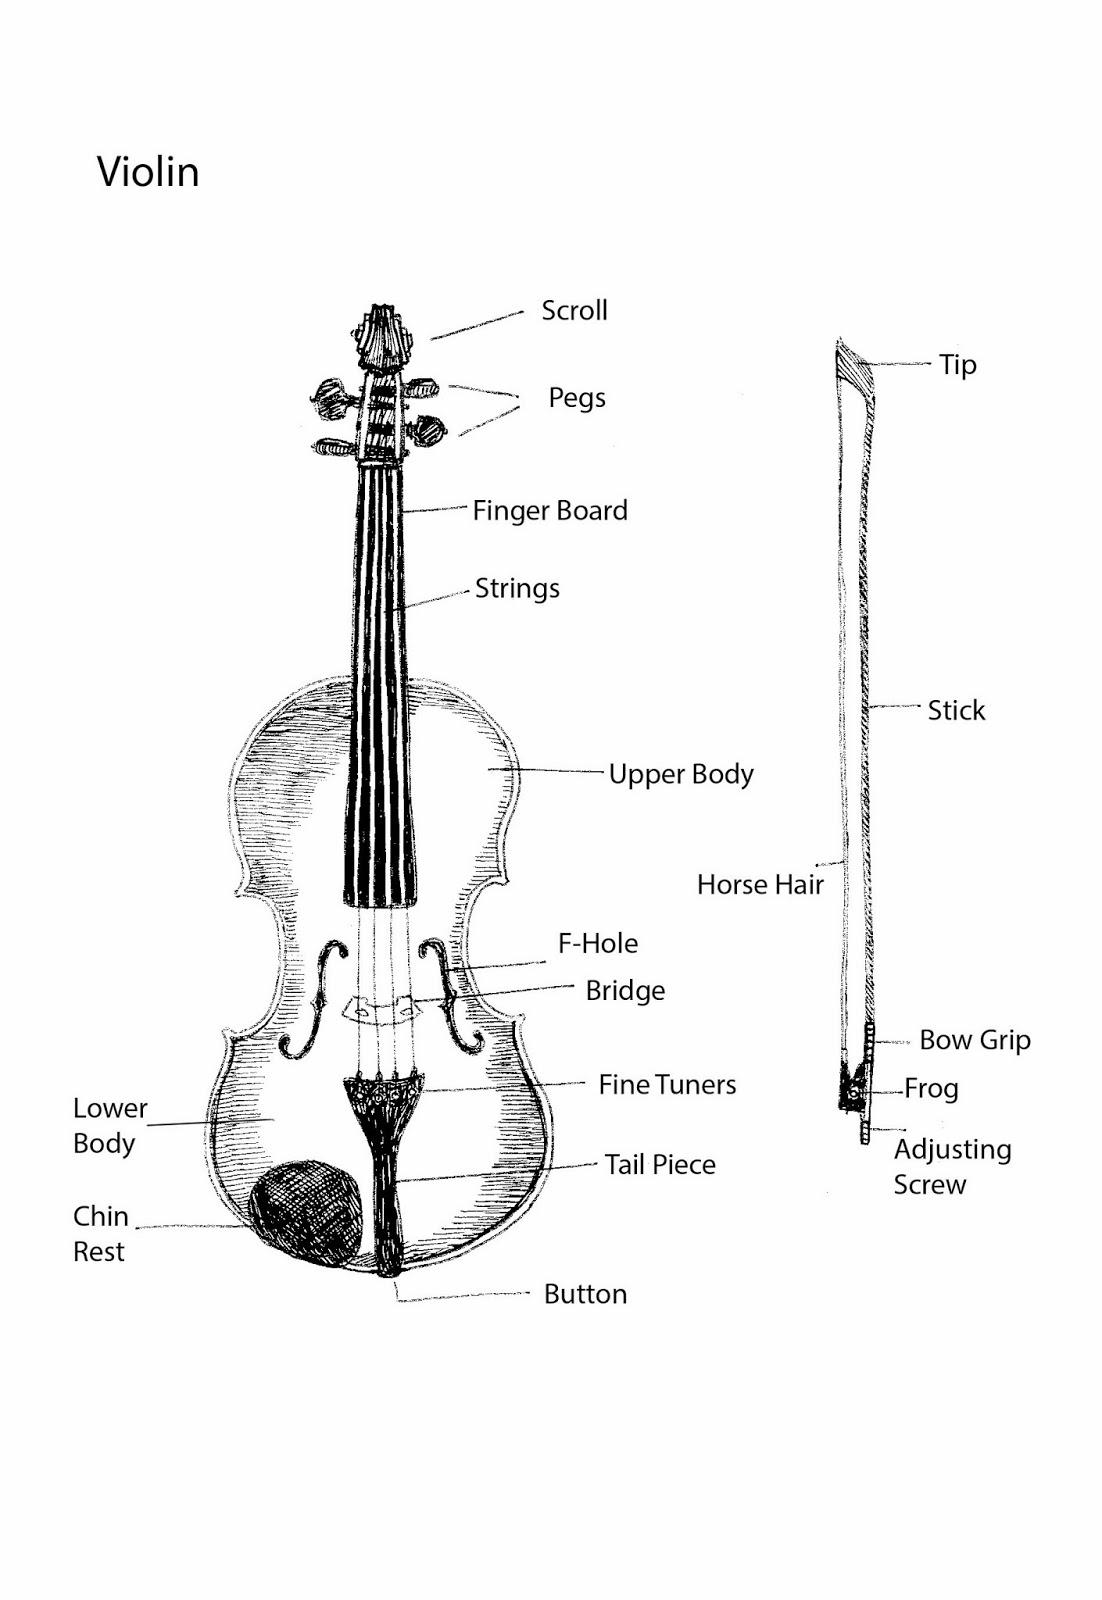 Violin
Scroll
Pegs
Finger Board
Strings
Upper Body
F-Hole
Bridge
Fine Tuners
Tail Piece
Button
Lower
Body
Chin
Rest
Tip
Stick
Horse Hair
Bow Grip
Frog
Adjusting
Screw